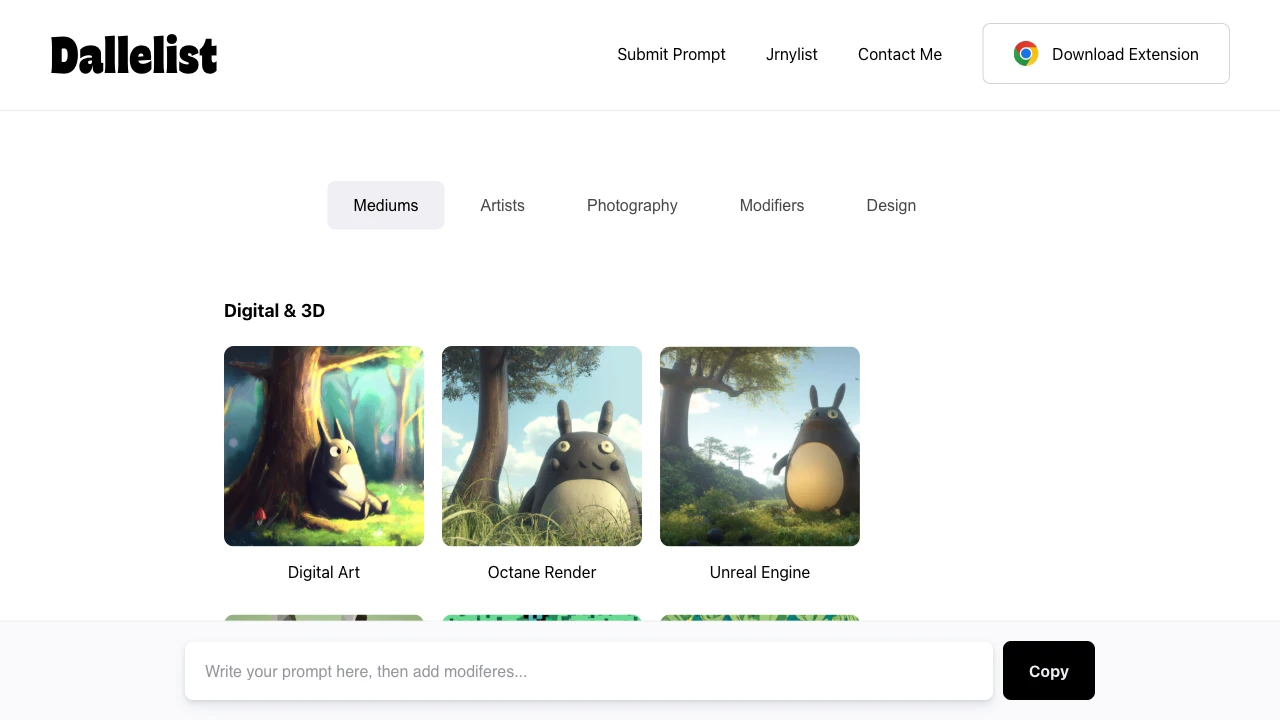 Dallelist
Submit Prompt
Jrnylist
Contact Me
Download Extension
Mediums
Artists
Photography
Modifiers
Design
Digital & 3D
Digital Art
Octane Render
Unreal Engine
Write your prompt here, then add modiferes...
Copy